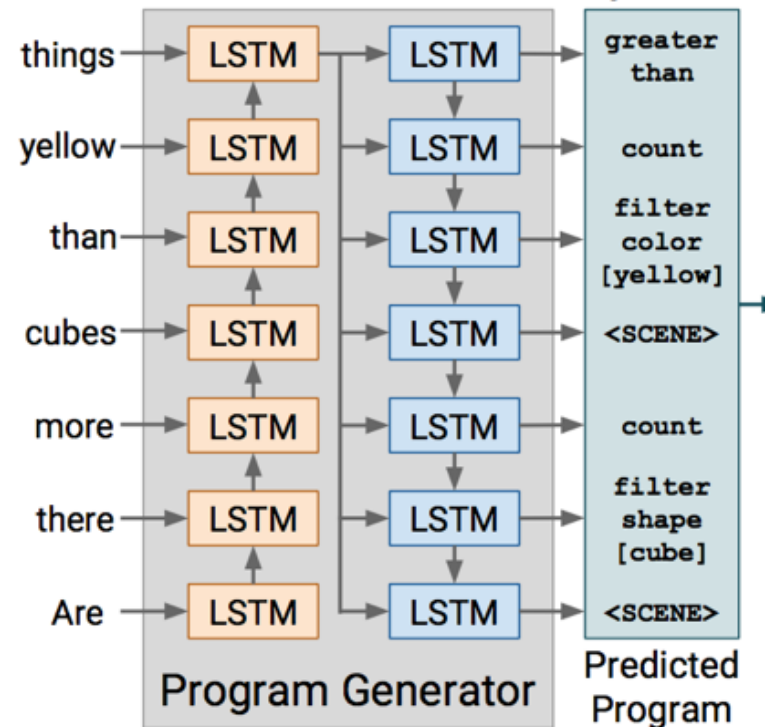 things LSTM LSTM greater
than
yellow LSTM LSTM count
than LSTM LSTM filter
color
[yellow]
cubes LSTM LSTM <SCENE>
more LSTM LSTM count
there LSTM LSTM filter
shape
[cube]
Are LSTM LSTM <SCENE>
Program Generator
Predicted
Program